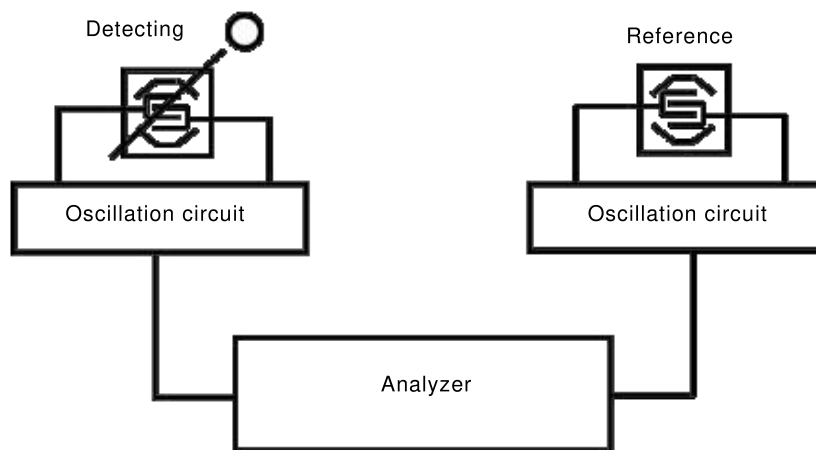 Detecting
Reference
Oscillation circuit
Oscillation circuit
Analyzer